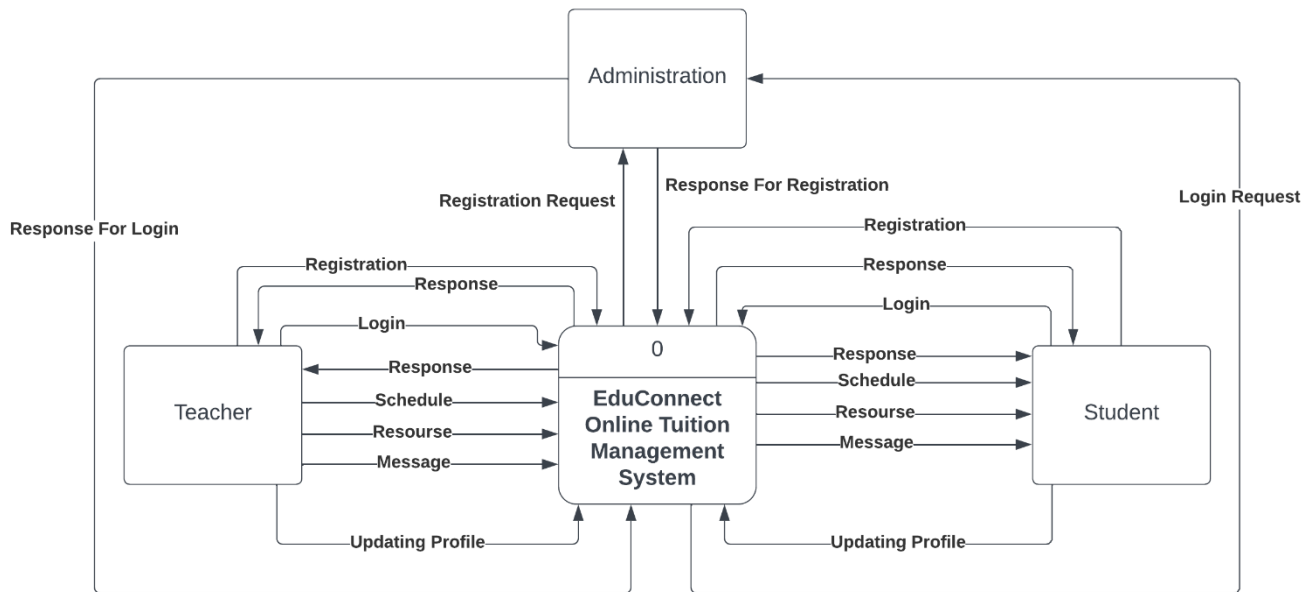 Administration
Registration Request
Response For Registration
Login Request
Response For Login
Registration
Registration
Response
Response
Login
Login
0
Response
Response
Schedule
Schedule
Teacher
EduConnect
Online Tuition
Management
System
Student
Resourse
Resourse
Message
Message
Updating Profile
Updating Profile